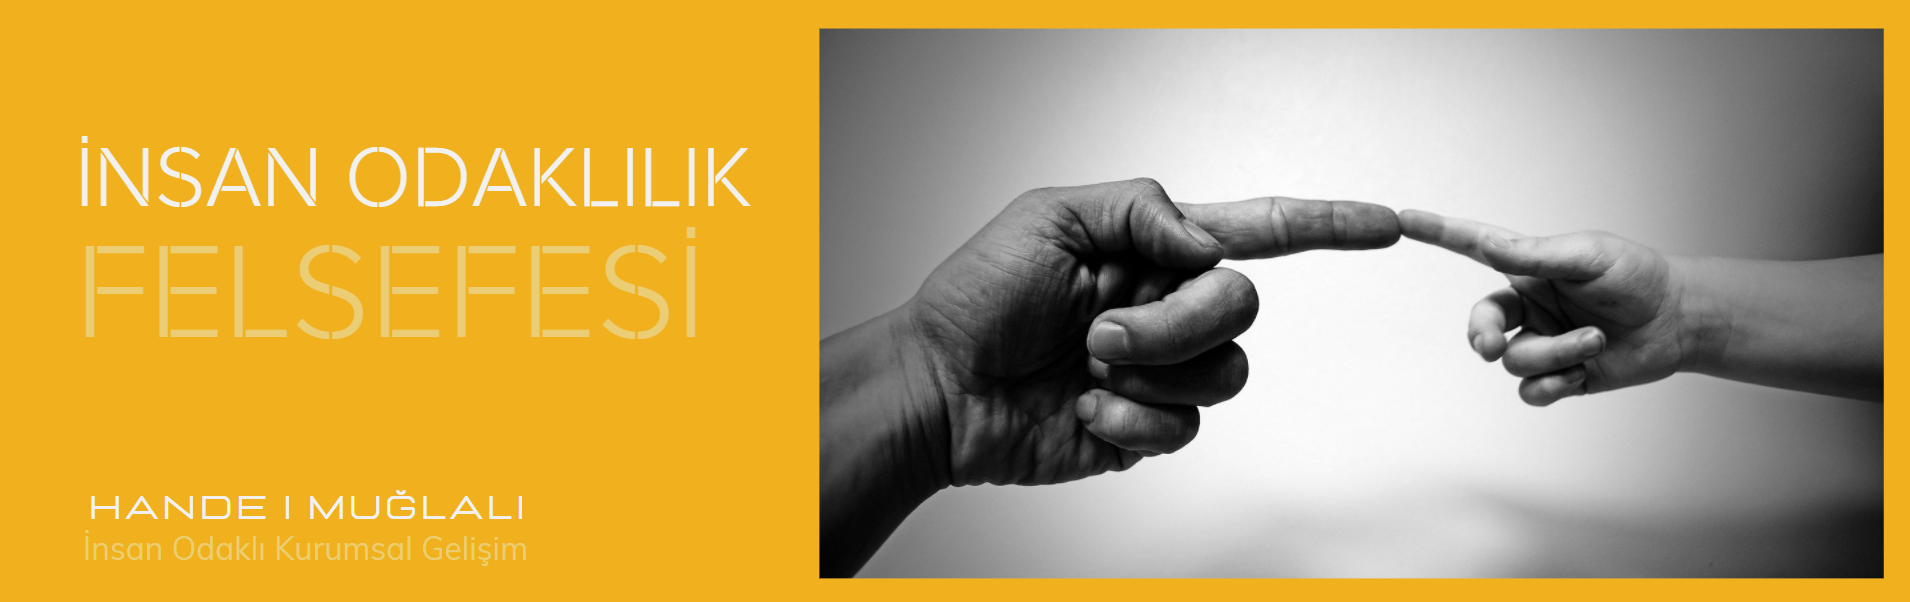 İNSAN ODAKLILIK
FELSEFESİ
HANDE I MUĞLALI
İnsan Odaklı Kurumsal Gelişim